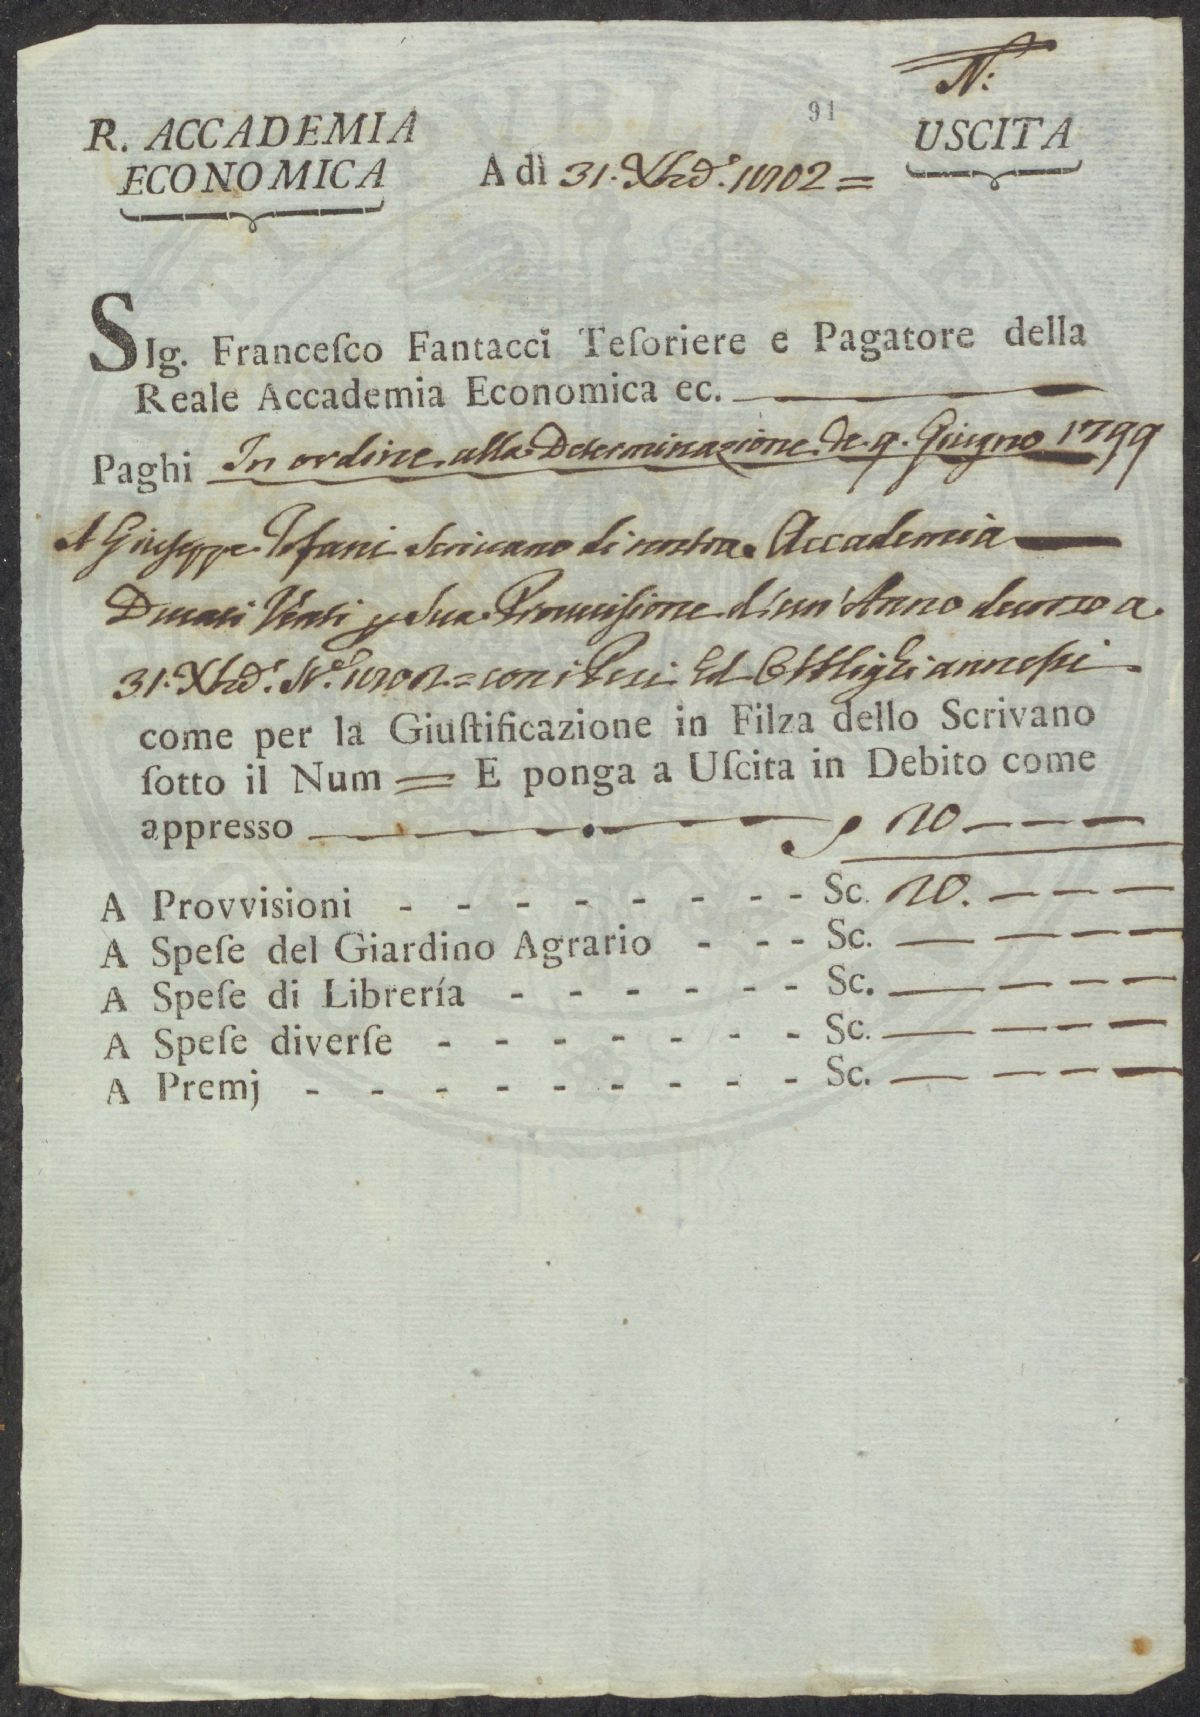 N:
91
R. ACCADEMIA
ECONOMICA
USCITA
A dì 31. Xbre. 1802 =
SIg. Franceſco Fantacci Teſoriere e Pagatore della
Reale Accademia Economica ec.
Paghi In ordine alla Determinazione de 9. Giugno 1799
A Giuseppe Tofani Scrivano di nostra Accademia
Ducati Venti p Sua Provvisione d'un'Anno decorso a
31. Xbre. 1802 = con i Pesi ed Obblighi annessi
come per la Giuſtificazione in Filza dello Scrivano
ſotto il Num = E ponga a Uſcita in Debito come
appresso 20
A Provvisioni - - - - - - - - Sc. 20.
A Speſe del Giardino Agrario - - - Sc.
A Speſe di Librería - - - - - - Sc.
A Speſe diverſe - - - - - - - Sc.
A Premj - - - - - - - - - Sc.